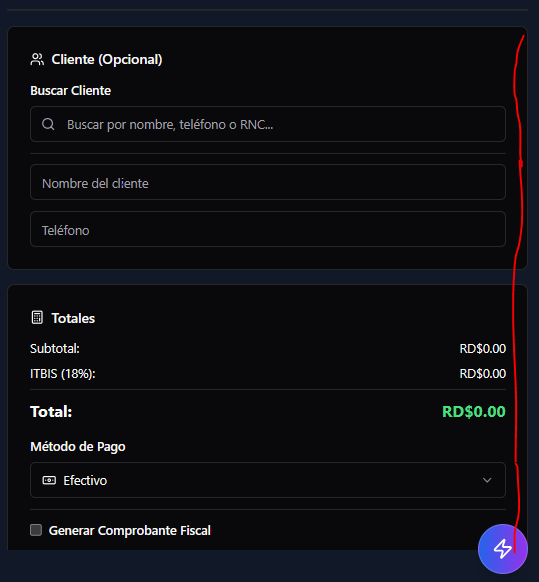 Cliente (Opcional)
Buscar Cliente
Buscar por nombre, teléfono o RNC...
Nombre del cliente
Teléfono
Totales
Subtotal: RD$0.00
ITBIS (18%): RD$0.00
Total: RD$0.00
Método de Pago
Efectivo
Generar Comprobante Fiscal